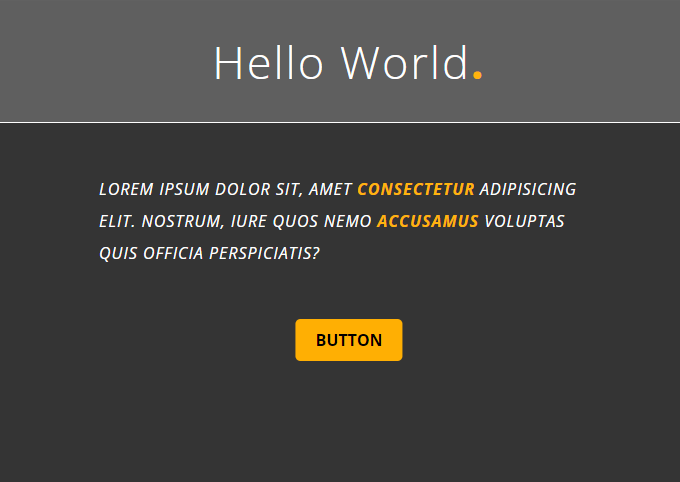 Hello World.
LOREM IPSUM DOLOR SIT, AMET CONSECTETUR ADIPISICING
ELIT. NOSTRUM, IURE QUOS NEMO ACCUSAMUS VOLUPTAS
QUIS OFFICIA PERSPICIATIS?
BUTTON